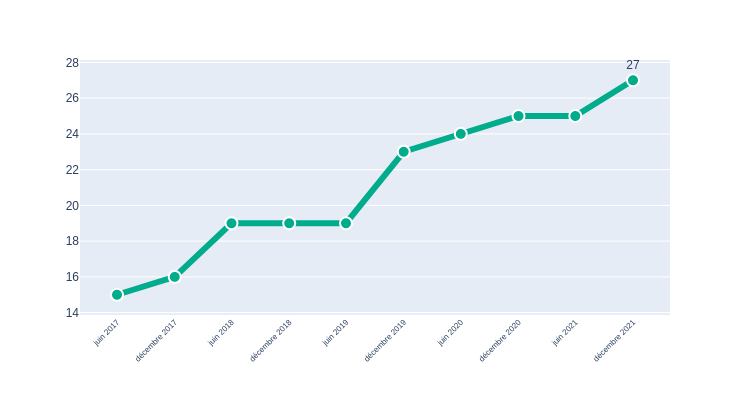 27
28
26
24
22
20
18
16
14
juin 2017
décembre 2017
juin 2018
décembre 2018
juin 2019
décembre 2019
juin 2020
décembre 2020
juin 2021
décembre 2021